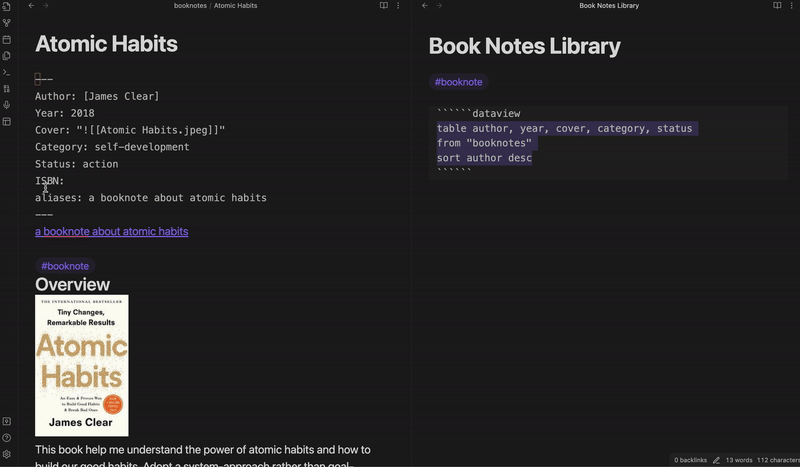 booknotes / Atomic Habits
Atomic Habits
---
Author: [James Clear]
Year: 2018
Cover: "![[Atomic Habits.jpeg]]"
Category: self-development
Status: action
ISBN:
aliases: a booknote about atomic habits
---
a booknote about atomic habits
#booknote
Overview
THE INTERNATIONAL BESTSELLER
Tiny Changes,
Remarkable Results
Atomic
Habits
An Easy & Proven Way
to Build Good Habits
& Break Bad Ones
James Clear
This book help me understand the power of atomic habits and how to
build our good habits. Adopt a system-approach rather than goal-
Book Notes Library
Book Notes Library
#booknote
``````dataview
table author, year, cover, category, status
from "booknotes"
sort author desc
``````
0 backlinks
13 words
112 characters